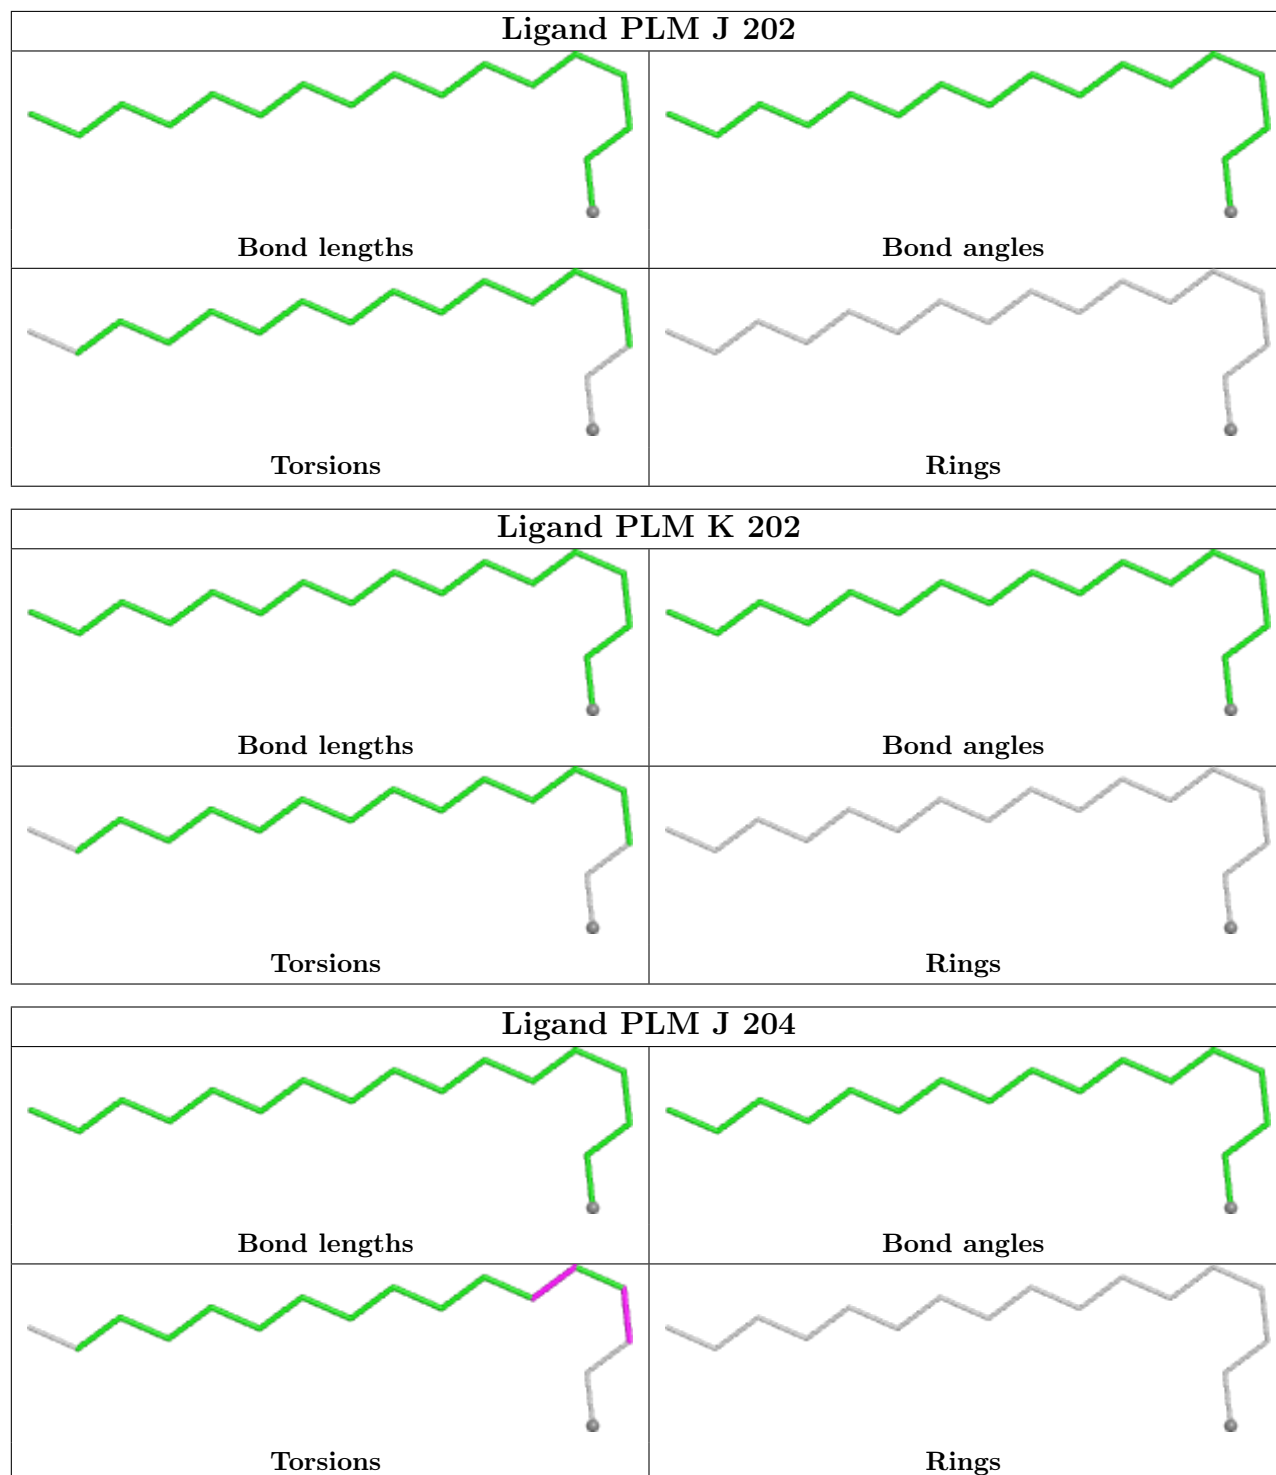 Ligand PLM J 202
Bond lengths
Bond angles
Torsions
Rings
Ligand PLM K 202
Bond lengths
Bond angles
Torsions
Rings
Ligand PLM J 204
Bond lengths
Bond angles
Torsions
Rings